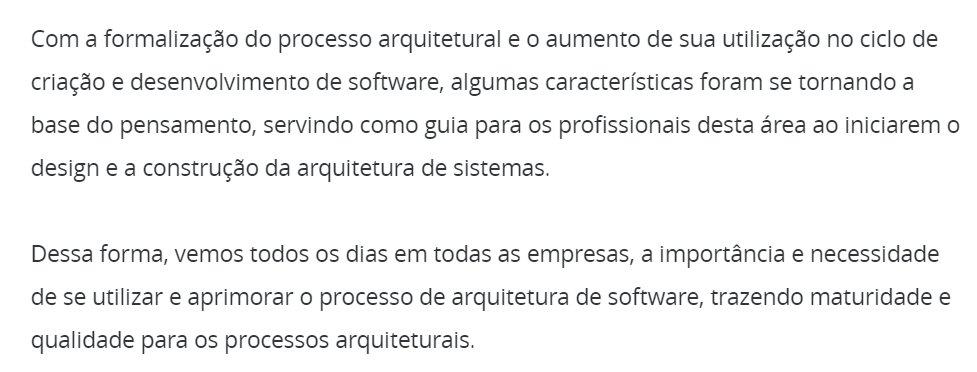 Com a formalização do processo arquitetural e o aumento de sua utilização no ciclo de
criação e desenvolvimento de software, algumas características foram se tornando a
base do pensamento, servindo como guia para os profissionais desta área ao iniciarem o
design e a construção da arquitetura de sistemas.
Dessa forma, vemos todos os dias em todas as empresas, a importância e necessidade
de se utilizar e aprimorar o processo de arquitetura de software, trazendo maturidade e
qualidade para os processos arquiteturais.